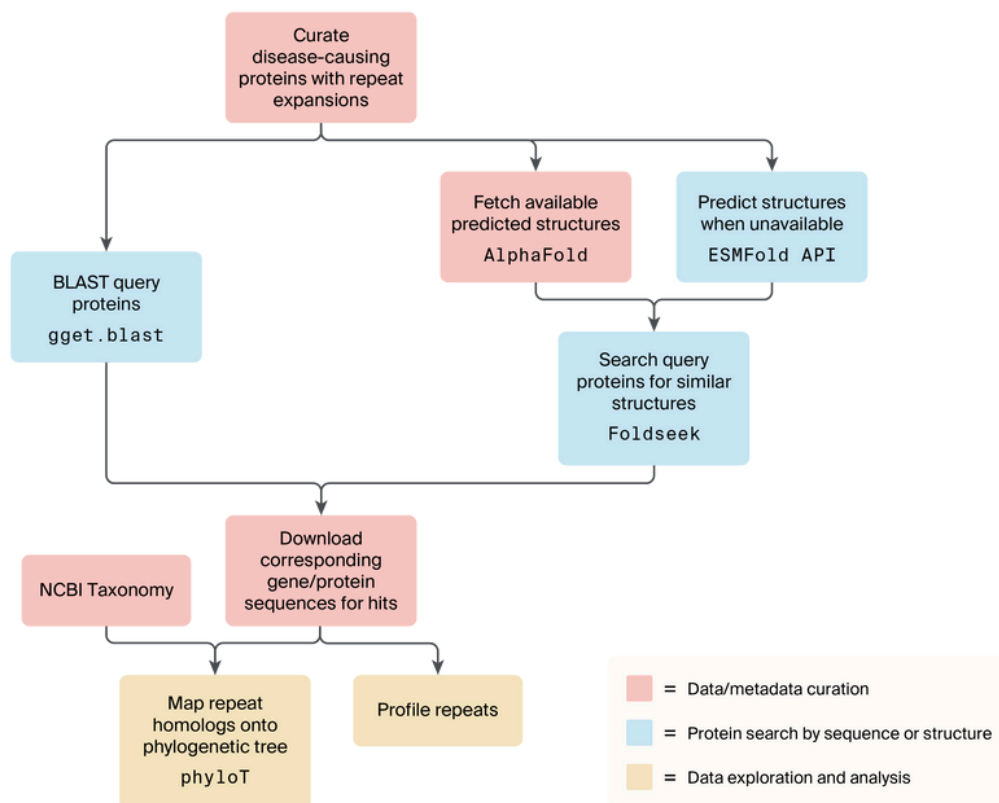 Curate
disease-causing
proteins with repeat
expansions
Fetch available
predicted structures
AlphaFold
Predict structures
when unavailable
ESMFold API
BLAST query
proteins
gget.blast
Search query
proteins for similar
structures
Foldseek
Download
corresponding
gene/protein
sequences for hits
NCBI Taxonomy
Map repeat
homologs onto
phylogenetic tree
phyloT
Profile repeats
= Data/metadata curation
= Protein search by sequence or structure
= Data exploration and analysis